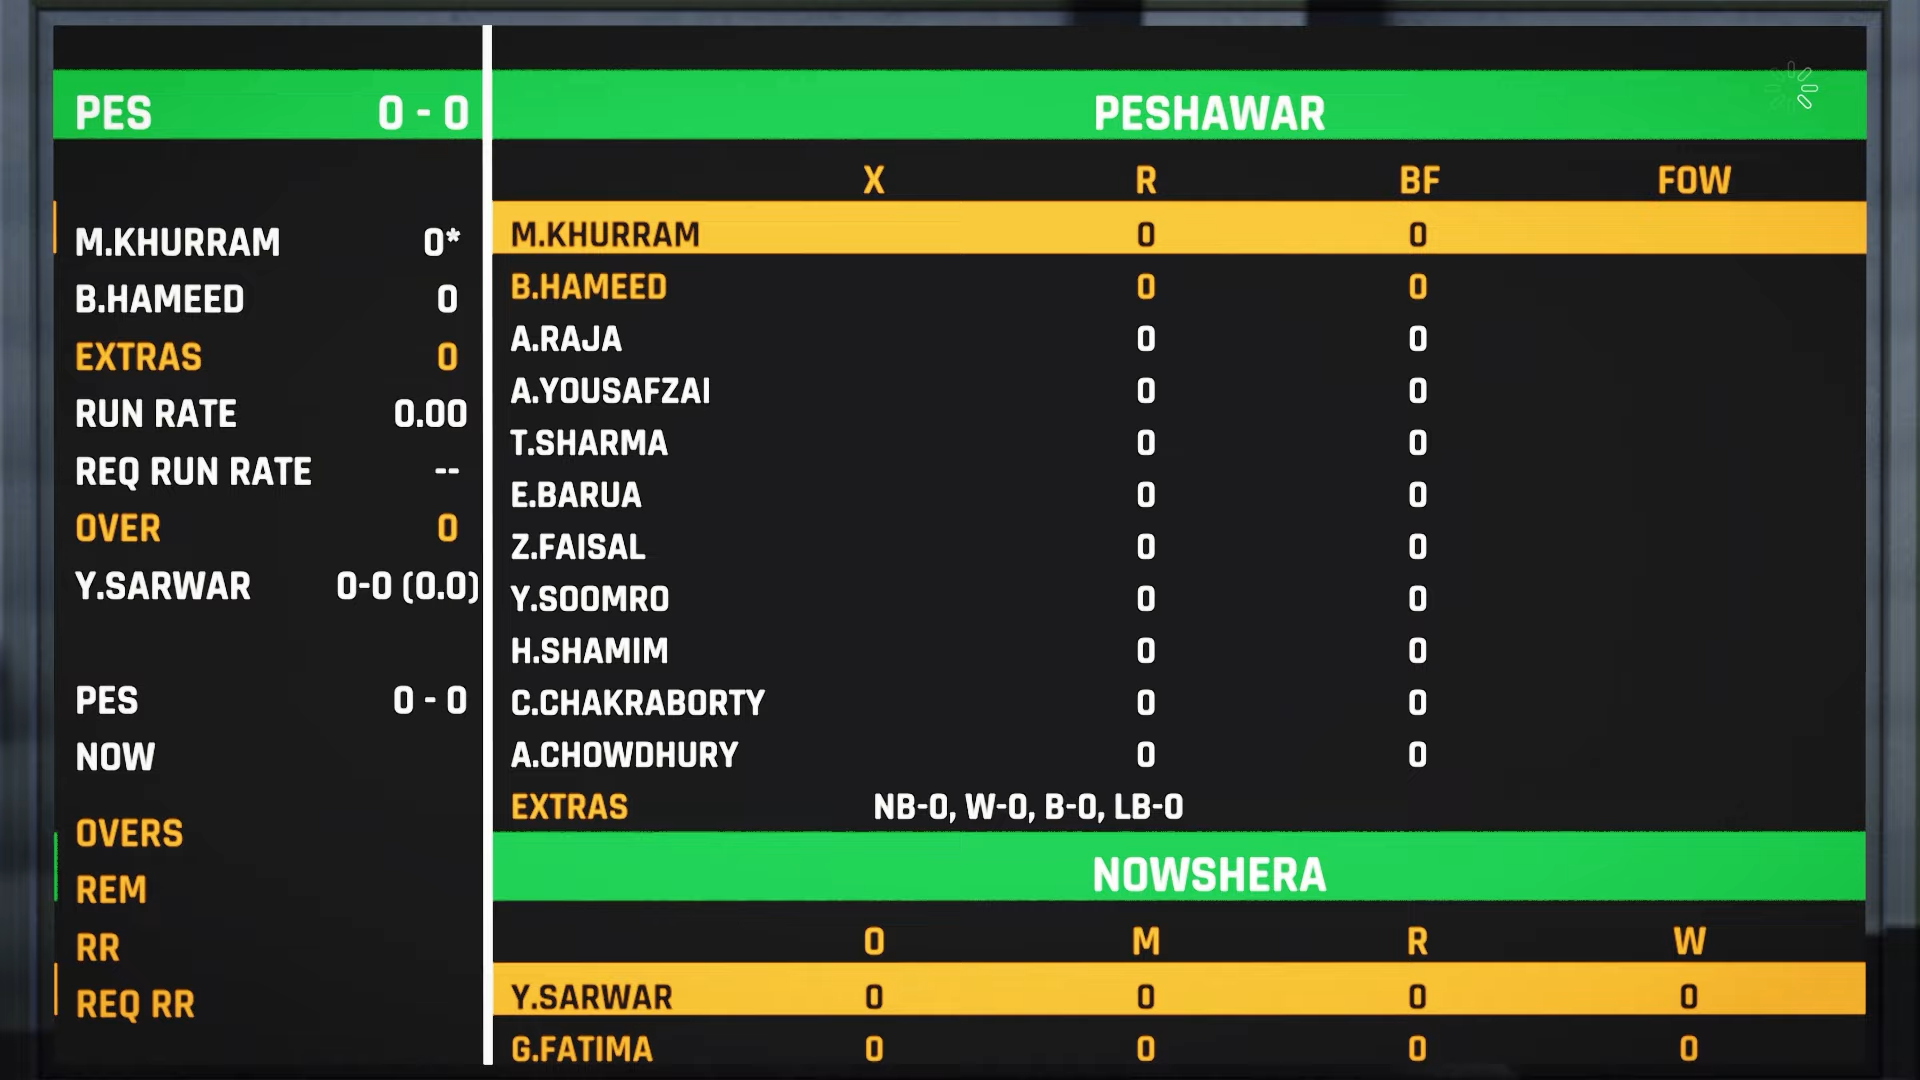 PES 0 - 0
M.KHURRAM 0*
B.HAMEED 0
EXTRAS 0
RUN RATE 0.00
REQ RUN RATE --
OVER 0
Y.SARWAR 0-0 (0.0)
PES 0 - 0
NOW
OVERS
REM
RR
REQ RR
PESHAWAR
X R BF FOW
M.KHURRAM 0 0
B.HAMEED 0 0
A.RAJA 0 0
A.YOUSAFZAI 0 0
T.SHARMA 0 0
E.BARUA 0 0
Z.FAISAL 0 0
Y.SOOMRO 0 0
H.SHAMIM 0 0
C.CHAKRABORTY 0 0
A.CHOWDHURY 0 0
EXTRAS NB-0, W-0, B-0, LB-0
NOWSHERA
O M R W
Y.SARWAR 0 0 0 0
G.FATIMA 0 0 0 0